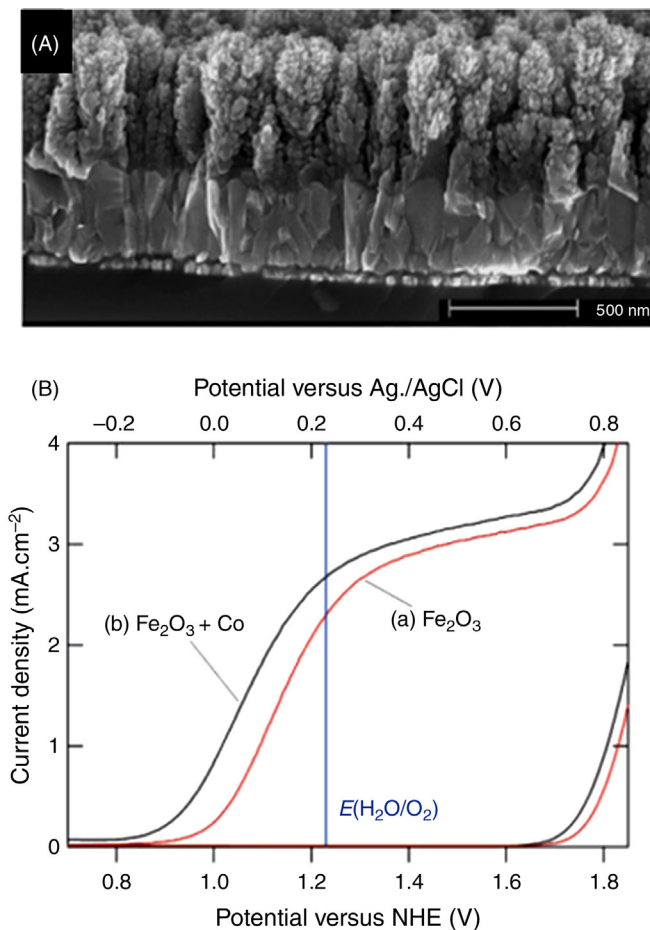 (A)
500 nm
(B)
Potential versus Ag./AgCl (V)
−0.2 0.0 0.2 0.4 0.6 0.8
4
3
2
1
0
Current density (mA.cm⁻²)
(b) Fe₂O₃ + Co
(a) Fe₂O₃
E(H₂O/O₂)
0.8 1.0 1.2 1.4 1.6 1.8
Potential versus NHE (V)